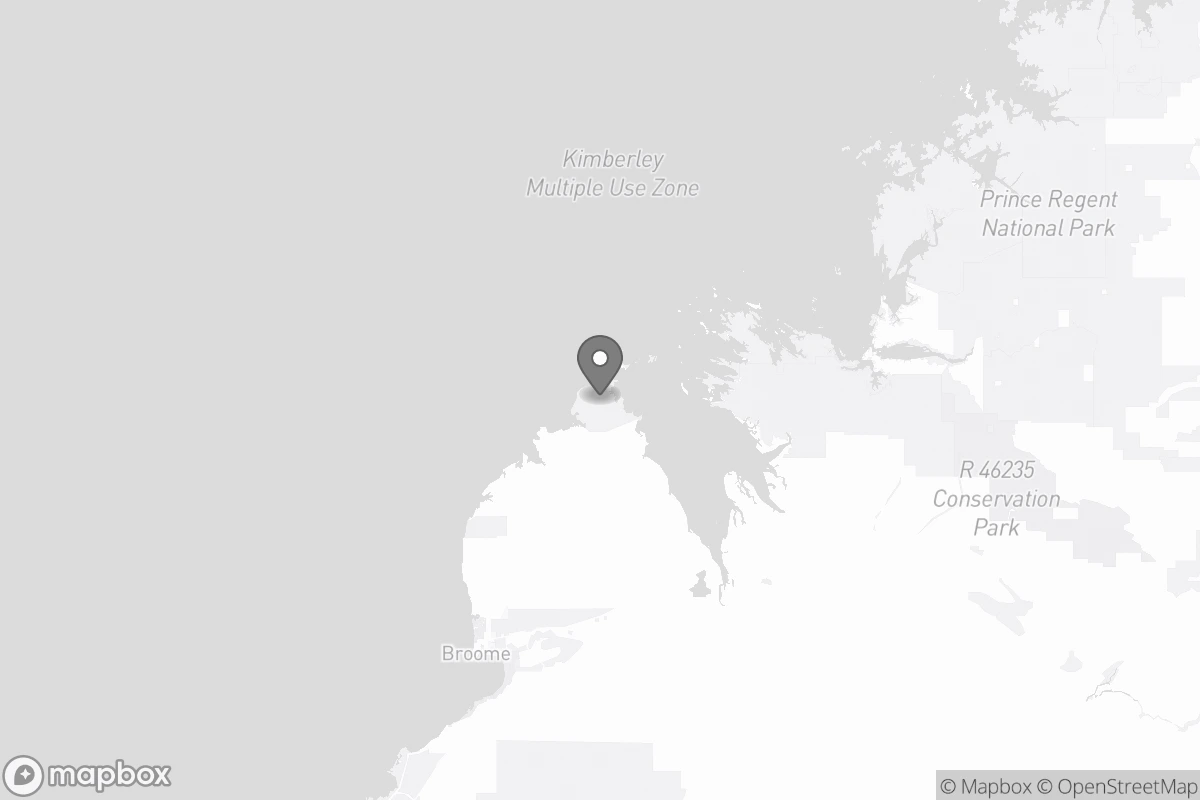 Kimberley
Multiple Use Zone
Prince Regent
National Park
R 46235
Conservation
Park
Broome
mapbox
© Mapbox © OpenStreetMap